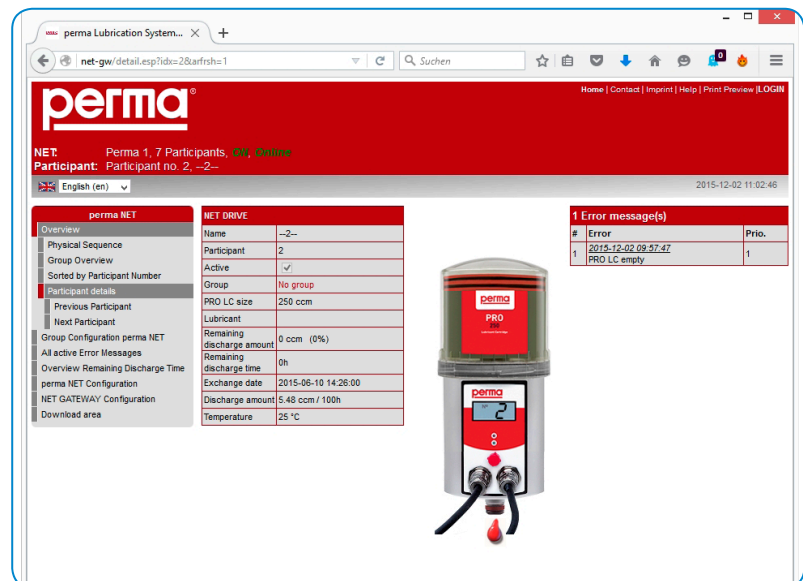 perma Lubrication System...
net-gw/detail.esp?idx=2&arfrsh=1
Suchen
0
perma®
Home | Contact | Imprint | Help | Print Preview |LOGIN
NET: Perma 1, 7 Participants, On, Online
Participant: Participant no. 2, --2--
English (en)
2015-12-02 11:02:46
perma NET
Overview
Physical Sequence
Group Overview
Sorted by Participant Number
Participant details
Previous Participant
Next Participant
Group Configuration perma NET
All active Error Messages
Overview Remaining Discharge Time
perma NET Configuration
NET GATEWAY Configuration
Download area
NET DRIVE
Name --2--
Participant 2
Active
Group No group
PRO LC size 250 ccm
Lubricant
Remaining discharge amount 0 ccm (0%)
Remaining discharge time 0h
Exchange date 2015-06-10 14:26:00
Discharge amount 5.48 ccm / 100h
Temperature 25 °C
perma
PRO
250
perma
2
1 Error message(s)
# Error Prio.
1 2015-12-02 09:57:47 PRO LC empty 1